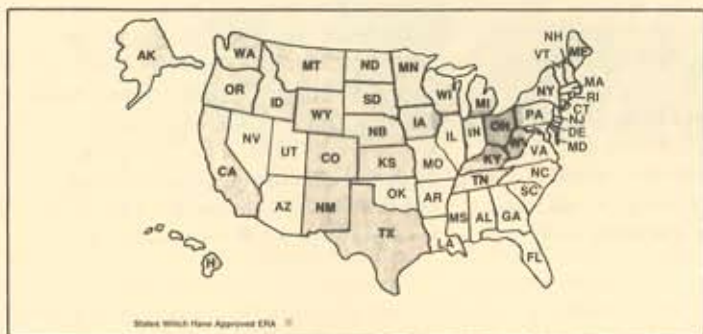 NH
VT
ME
AK
WA
MT
ND
MN
OR
ID
WY
SD
WI
MI
NY
MA
RI
CT
NJ
DE
MD
PA
NV
UT
CO
NB
IA
IL
IN
OH
WV
VA
CA
KS
MO
KY
NC
TN
SC
AZ
NM
OK
AR
TX
LA
MS
AL
GA
FL
H
States Which Have Approved ERA